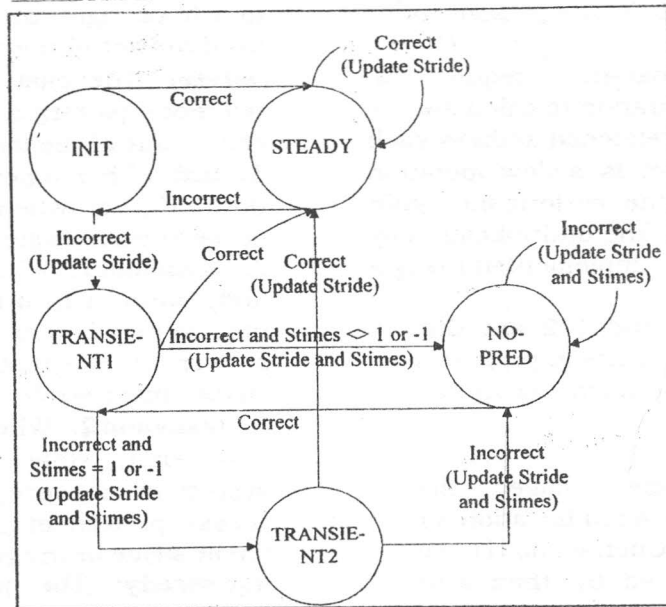 Correct
(Update Stride)
Correct
INIT
STEADY
Incorrect
Incorrect
(Update Stride)
Correct
Correct
(Update Stride)
Incorrect
(Update Stride
and Stimes)
TRANSIE-
NT1
Incorrect and Stimes <> 1 or -1
(Update Stride and Stimes)
NO-
PRED
Correct
Incorrect and
Stimes = 1 or -1
(Update Stride
and Stimes)
Incorrect
(Update Stride
and Stimes)
TRANSIE-
NT2